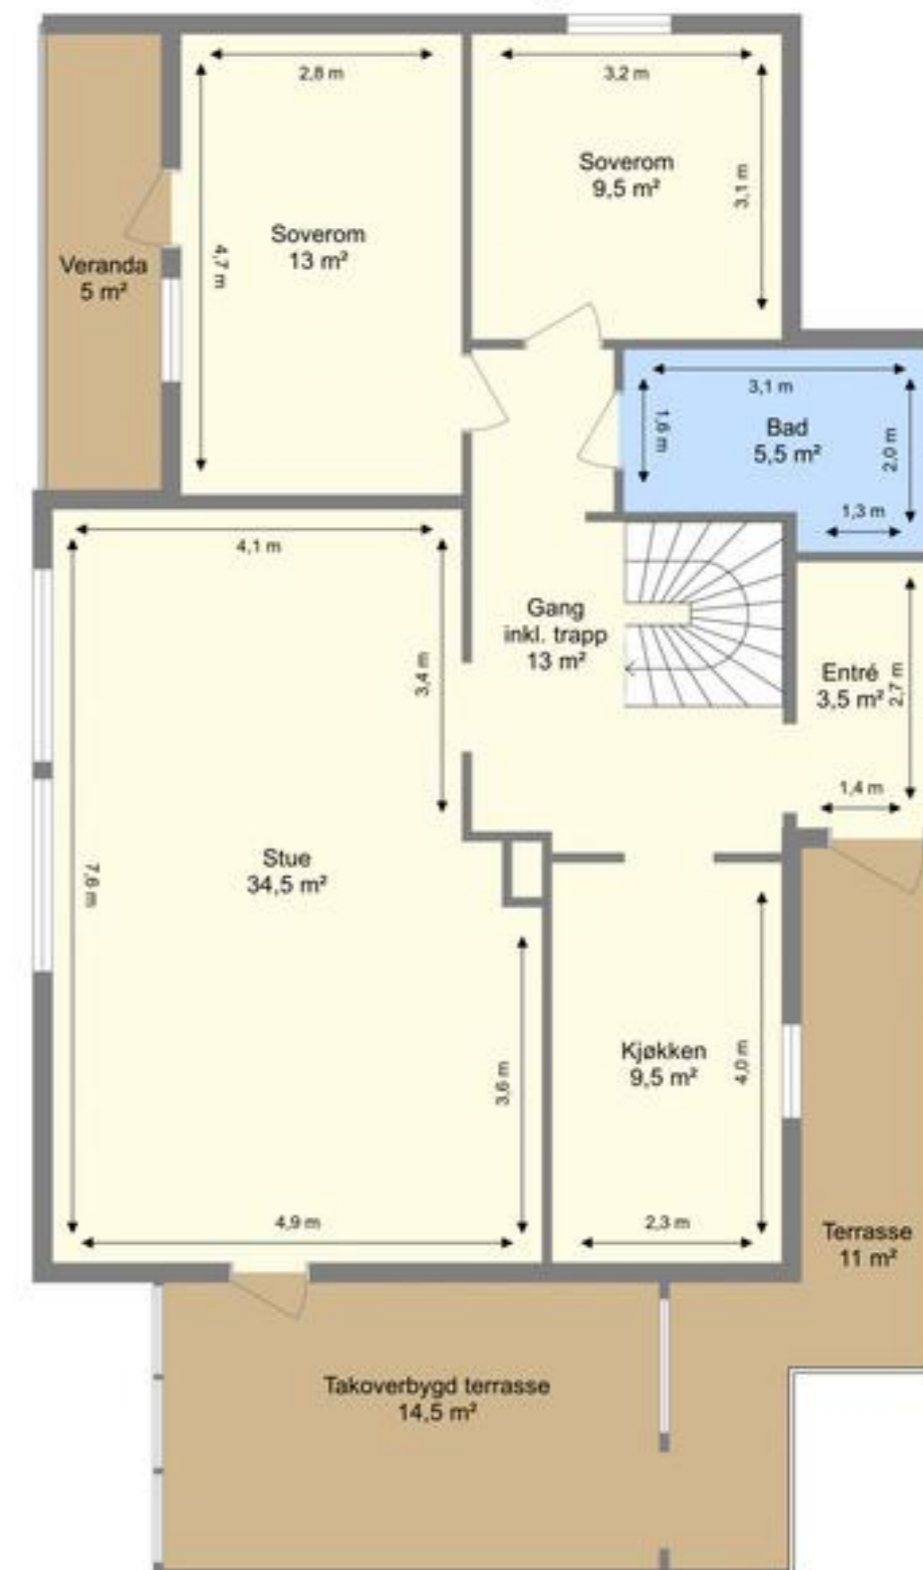 2,8 m
3,2 m
Soverom
9,5 m²
3,1 m
Soverom
13 m²
4,7 m
Veranda
5 m²
3,1 m
1,6 m
Bad
5,5 m²
2,0 m
1,3 m
4,1 m
3,4 m
Gang
inkl. trapp
13 m²
Entré
3,5 m²
2,7 m
1,4 m
Stue
34,5 m²
7,6 m
3,6 m
4,9 m
Kjøkken
9,5 m²
4,0 m
2,3 m
Terrasse
11 m²
Takoverbygd terrasse
14,5 m²